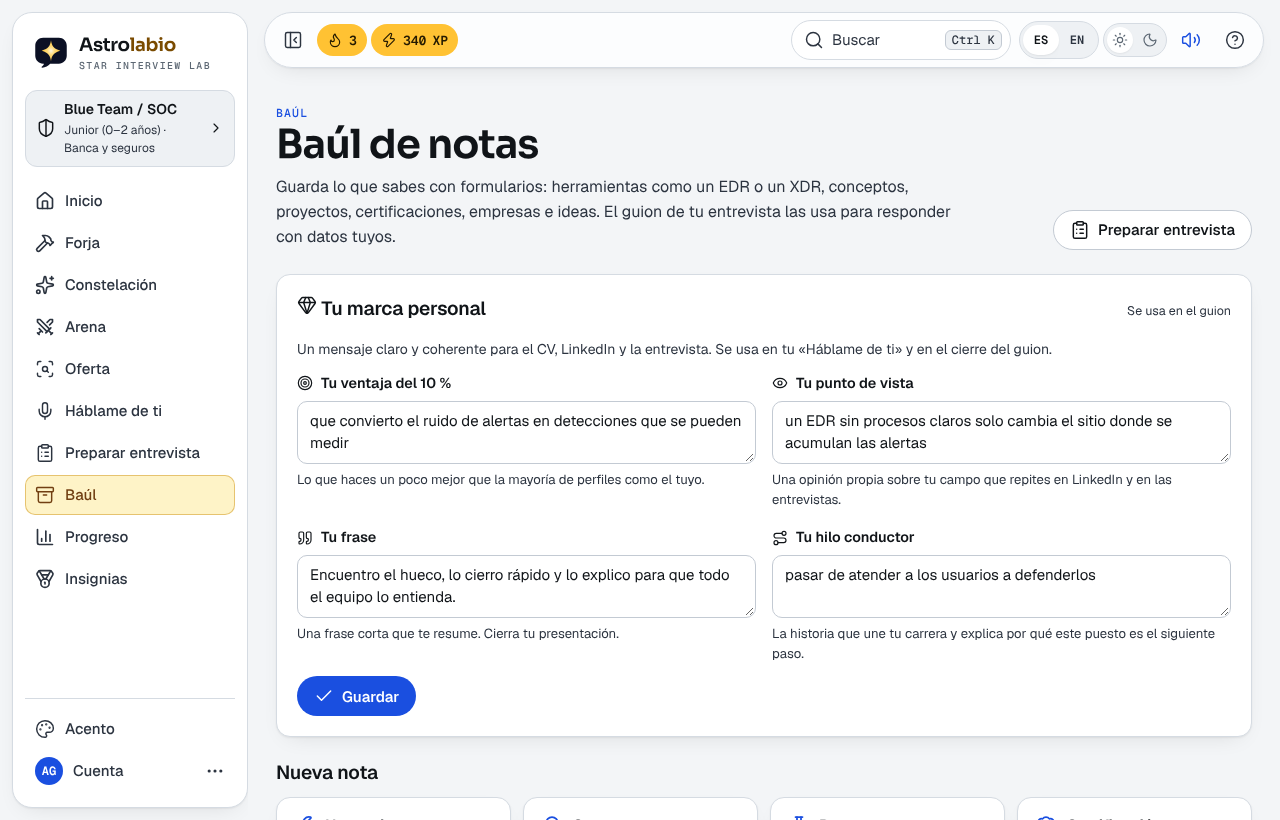 Astrolabio
STAR INTERVIEW LAB
Blue Team / SOC
Junior (0–2 años) ·
Banca y seguros
Inicio
Forja
Constelación
Arena
Oferta
Háblame de ti
Preparar entrevista
Baúl
Progreso
Insignias
Acento
AG Cuenta
3
340 XP
Buscar
Ctrl K
ES EN
BAÚL
Baúl de notas
Guarda lo que sabes con formularios: herramientas como un EDR o un XDR, conceptos,
proyectos, certificaciones, empresas e ideas. El guion de tu entrevista las usa para responder
con datos tuyos.
Preparar entrevista
Tu marca personal
Se usa en el guion
Un mensaje claro y coherente para el CV, LinkedIn y la entrevista. Se usa en tu «Háblame de ti» y en el cierre del guion.
Tu ventaja del 10 %
que convierto el ruido de alertas en detecciones que se pueden
medir
Lo que haces un poco mejor que la mayoría de perfiles como el tuyo.
Tu punto de vista
un EDR sin procesos claros solo cambia el sitio donde se
acumulan las alertas
Una opinión propia sobre tu campo que repites en LinkedIn y en las
entrevistas.
Tu frase
Encuentro el hueco, lo cierro rápido y lo explico para que todo
el equipo lo entienda.
Una frase corta que te resume. Cierra tu presentación.
Tu hilo conductor
pasar de atender a los usuarios a defenderlos
La historia que une tu carrera y explica por qué este puesto es el siguiente
paso.
Guardar
Nueva nota